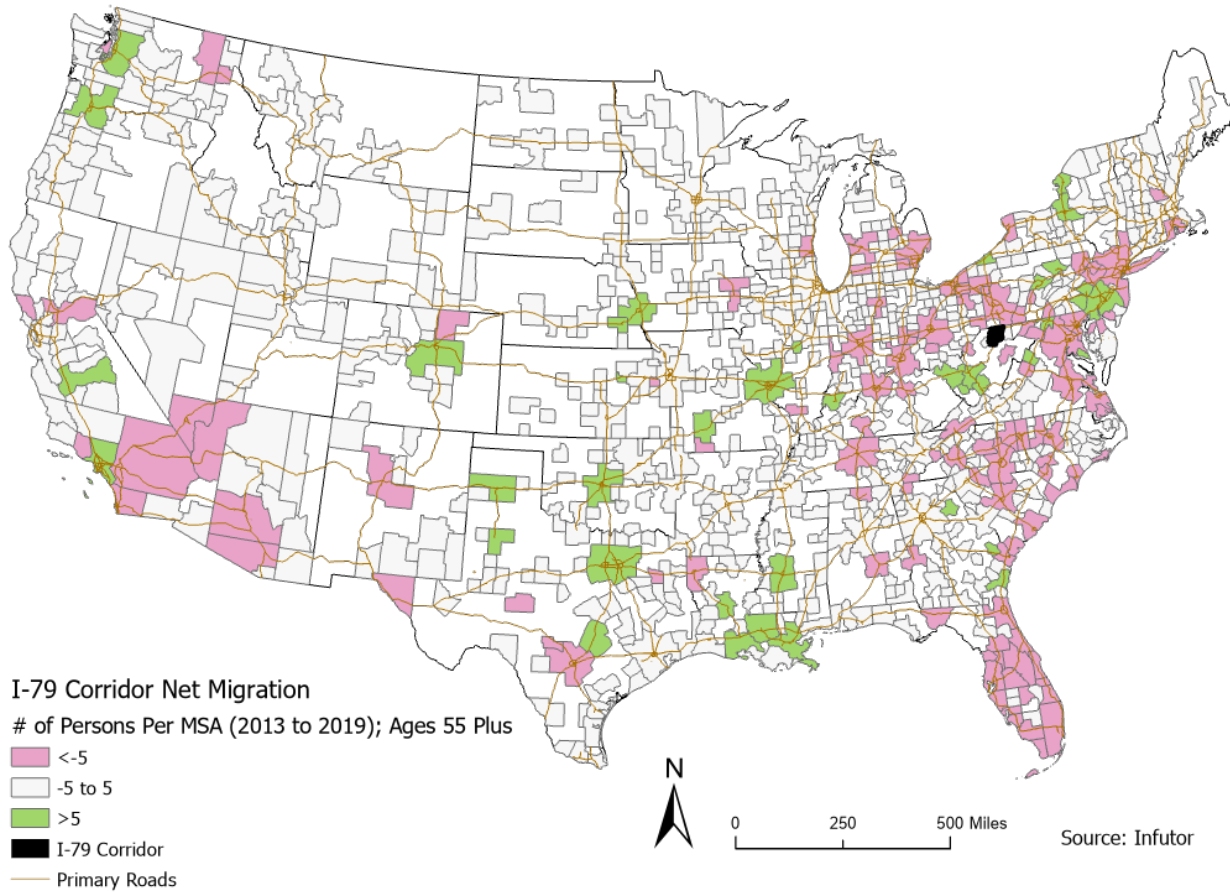 I-79 Corridor Net Migration
# of Persons Per MSA (2013 to 2019); Ages 55 Plus
<-5
-5 to 5
>5
I-79 Corridor
Primary Roads
N
0 250 500 Miles
Source: Infutor